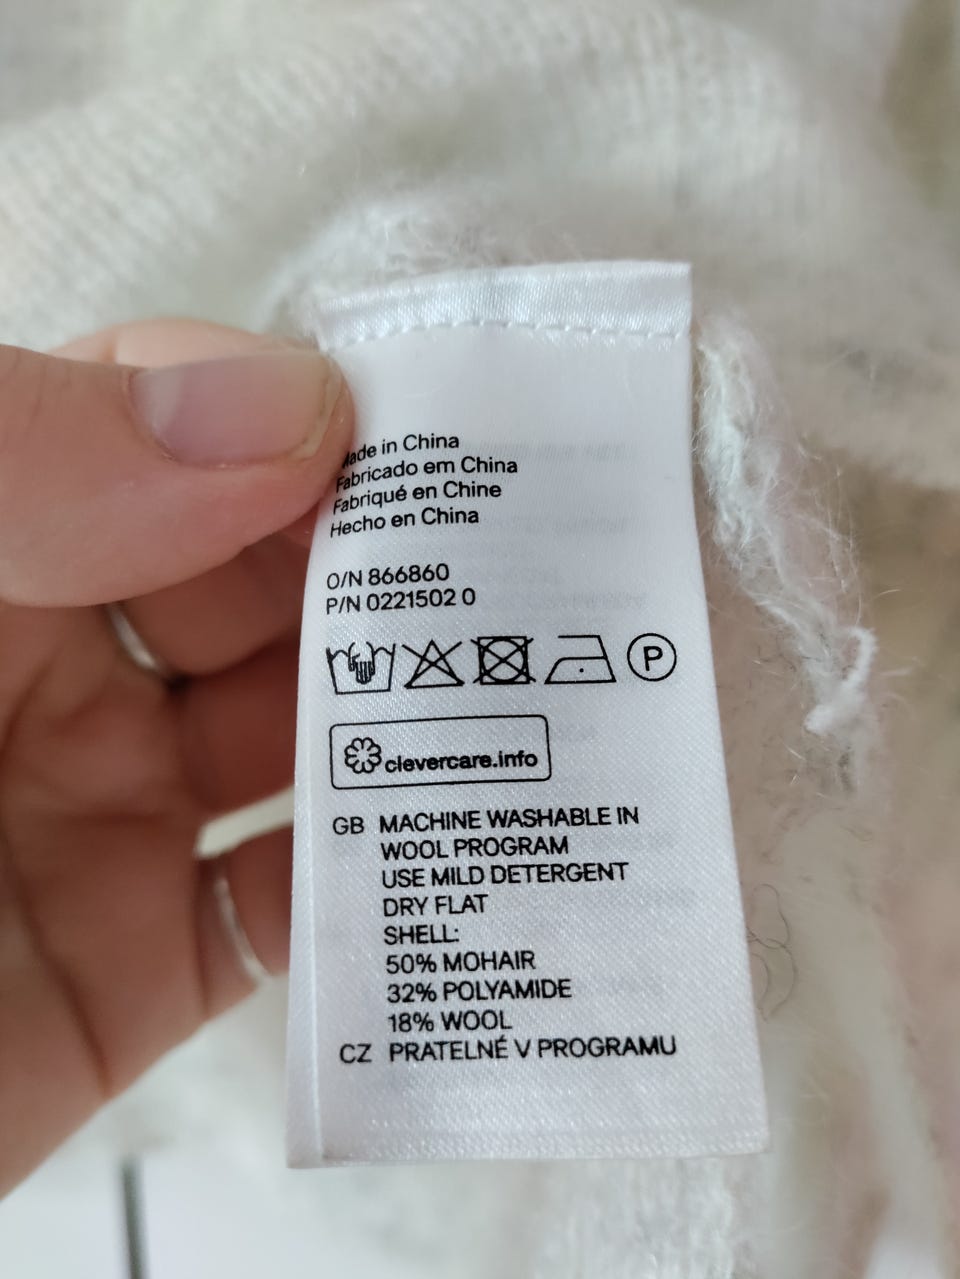 Made in China
Fabricado em China
Fabriqué en Chine
Hecho en China
O/N 866860
P/N 0221502 0
P
clevercare.info
GB MACHINE WASHABLE IN
WOOL PROGRAM
USE MILD DETERGENT
DRY FLAT
SHELL:
50% MOHAIR
32% POLYAMIDE
18% WOOL
CZ PRATELNÉ V PROGRAMU